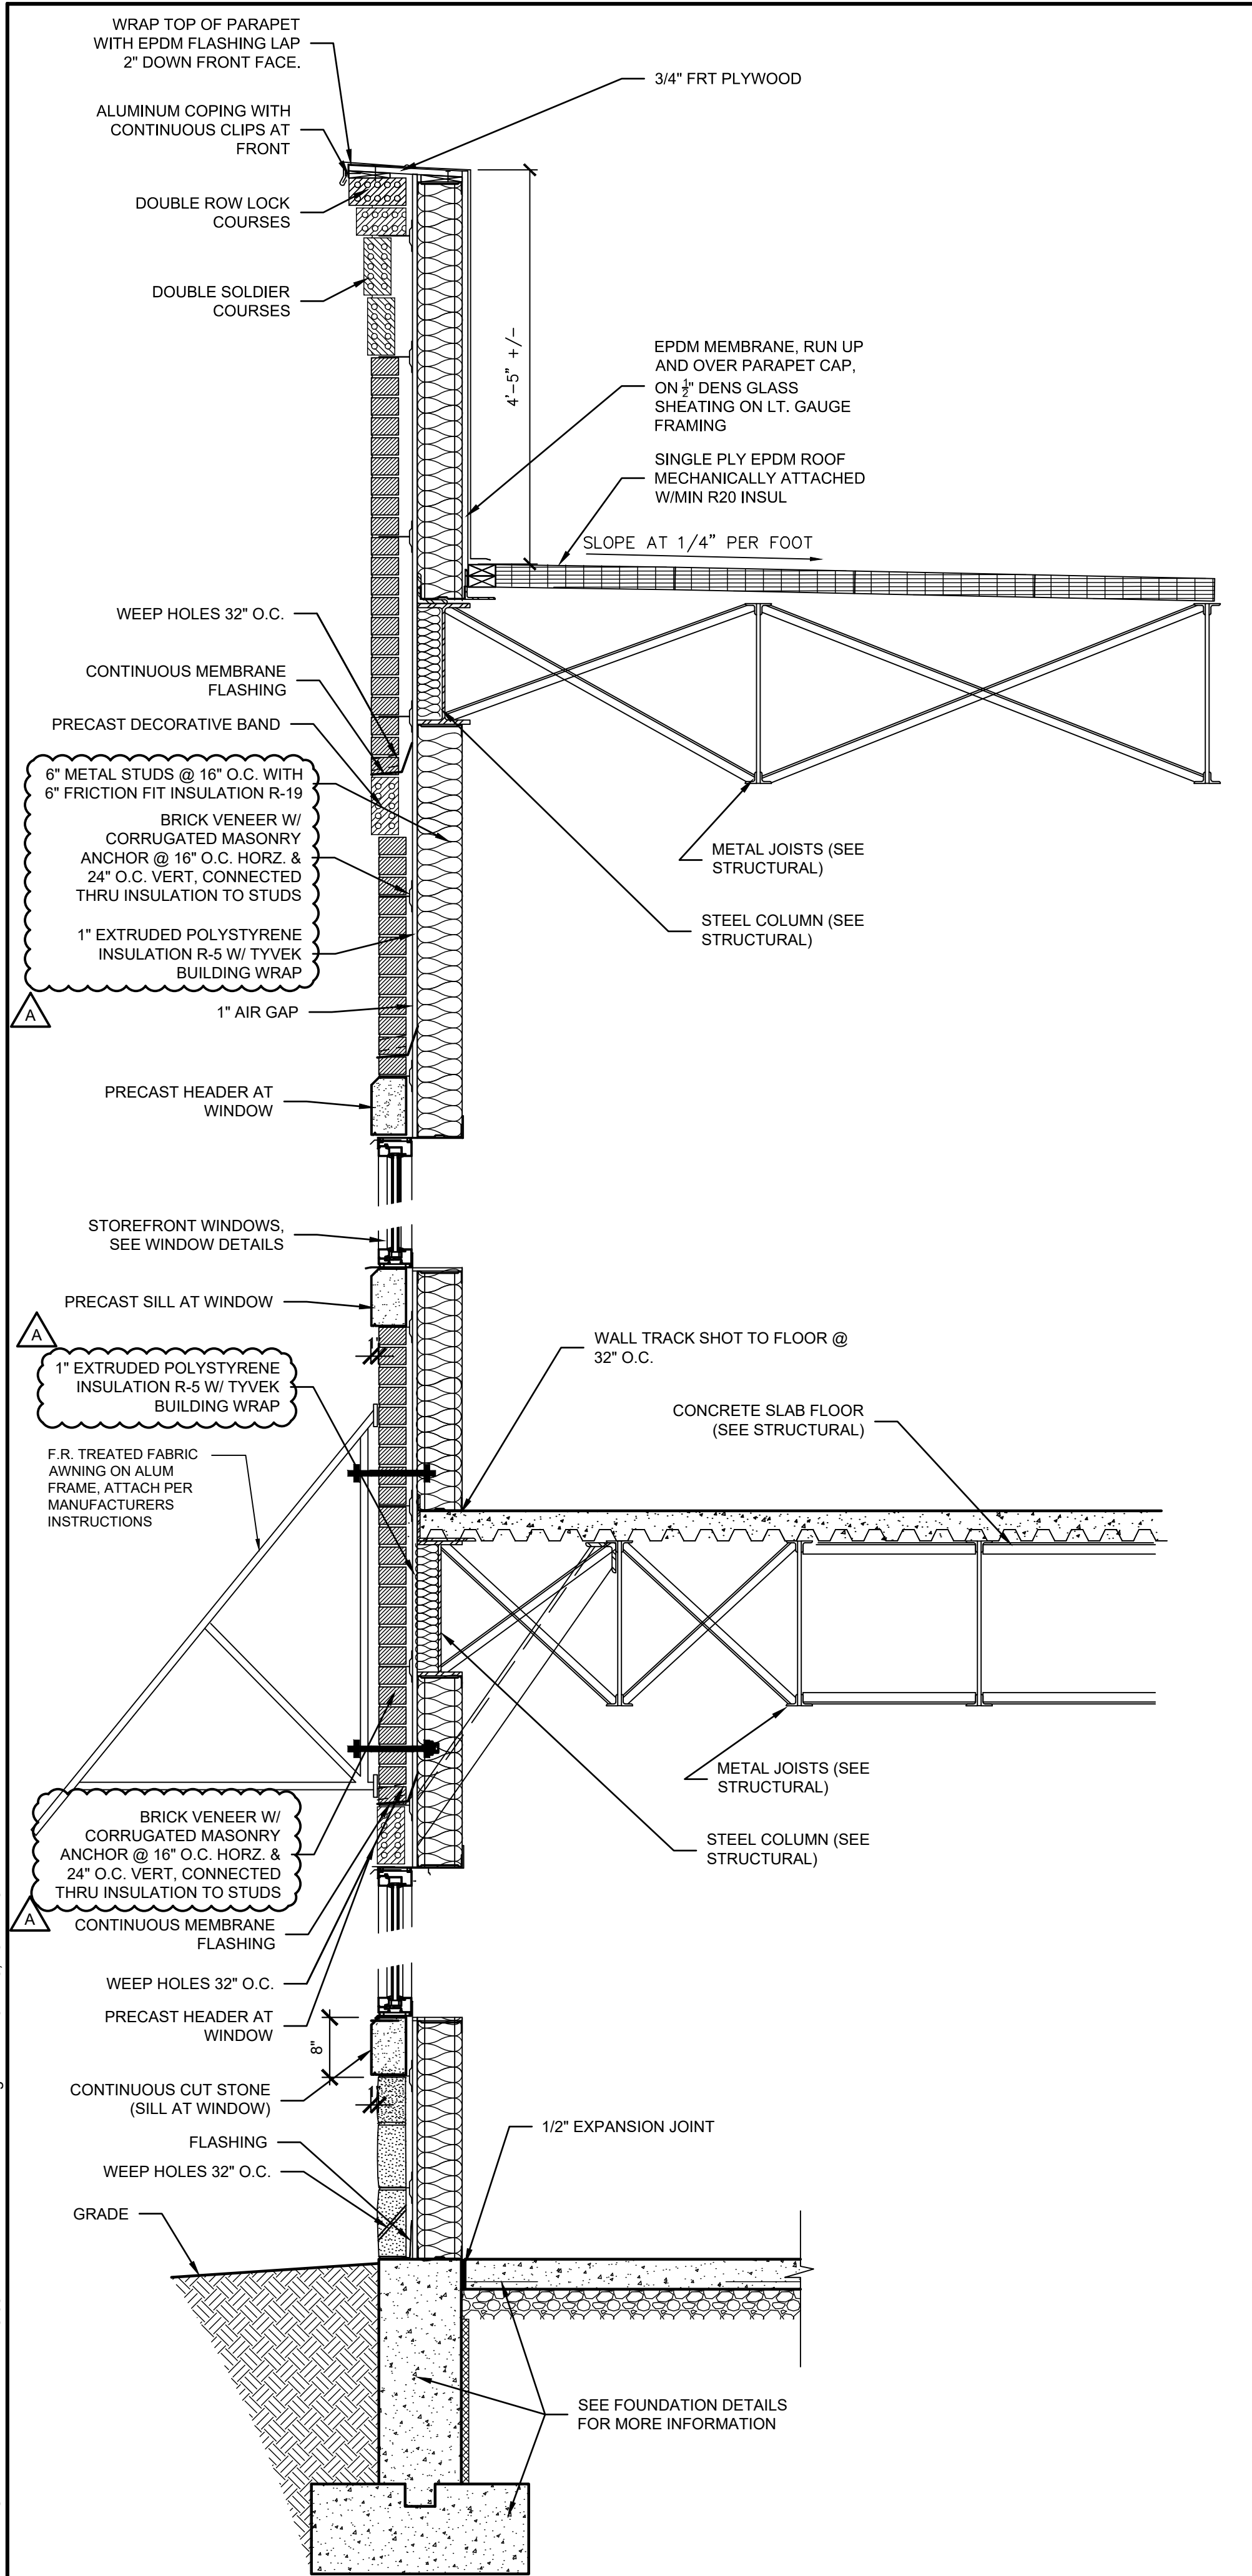 WRAP TOP OF PARAPET
WITH EPDM FLASHING LAP
2" DOWN FRONT FACE.
3/4" FRT PLYWOOD
ALUMINUM COPING WITH
CONTINUOUS CLIPS AT
FRONT
DOUBLE ROW LOCK
COURSES
DOUBLE SOLDIER
COURSES
4'-5" +/-
EPDM MEMBRANE, RUN UP
AND OVER PARAPET CAP,
ON 1/2" DENS GLASS
SHEATING ON LT. GAUGE
FRAMING
SINGLE PLY EPDM ROOF
MECHANICALLY ATTACHED
W/MIN R20 INSUL
SLOPE AT 1/4" PER FOOT
WEEP HOLES 32" O.C.
CONTINUOUS MEMBRANE
FLASHING
PRECAST DECORATIVE BAND
6" METAL STUDS @ 16" O.C. WITH
6" FRICTION FIT INSULATION R-19
BRICK VENEER W/
CORRUGATED MASONRY
ANCHOR @ 16" O.C. HORZ. &
24" O.C. VERT, CONNECTED
THRU INSULATION TO STUDS
1" EXTRUDED POLYSTYRENE
INSULATION R-5 W/ TYVEK
BUILDING WRAP
A
METAL JOISTS (SEE
STRUCTURAL)
STEEL COLUMN (SEE
STRUCTURAL)
1" AIR GAP
PRECAST HEADER AT
WINDOW
STOREFRONT WINDOWS,
SEE WINDOW DETAILS
PRECAST SILL AT WINDOW
A
1"
1" EXTRUDED POLYSTYRENE
INSULATION R-5 W/ TYVEK
BUILDING WRAP
WALL TRACK SHOT TO FLOOR @
32" O.C.
CONCRETE SLAB FLOOR
(SEE STRUCTURAL)
F.R. TREATED FABRIC
AWNING ON ALUM
FRAME, ATTACH PER
MANUFACTURERS
INSTRUCTIONS
METAL JOISTS (SEE
STRUCTURAL)
STEEL COLUMN (SEE
STRUCTURAL)
BRICK VENEER W/
CORRUGATED MASONRY
ANCHOR @ 16" O.C. HORZ. &
24" O.C. VERT, CONNECTED
THRU INSULATION TO STUDS
A
CONTINUOUS MEMBRANE
FLASHING
WEEP HOLES 32" O.C.
PRECAST HEADER AT
WINDOW
8"
CONTINUOUS CUT STONE
(SILL AT WINDOW)
1"
FLASHING
WEEP HOLES 32" O.C.
1/2" EXPANSION JOINT
GRADE
SEE FOUNDATION DETAILS
FOR MORE INFORMATION